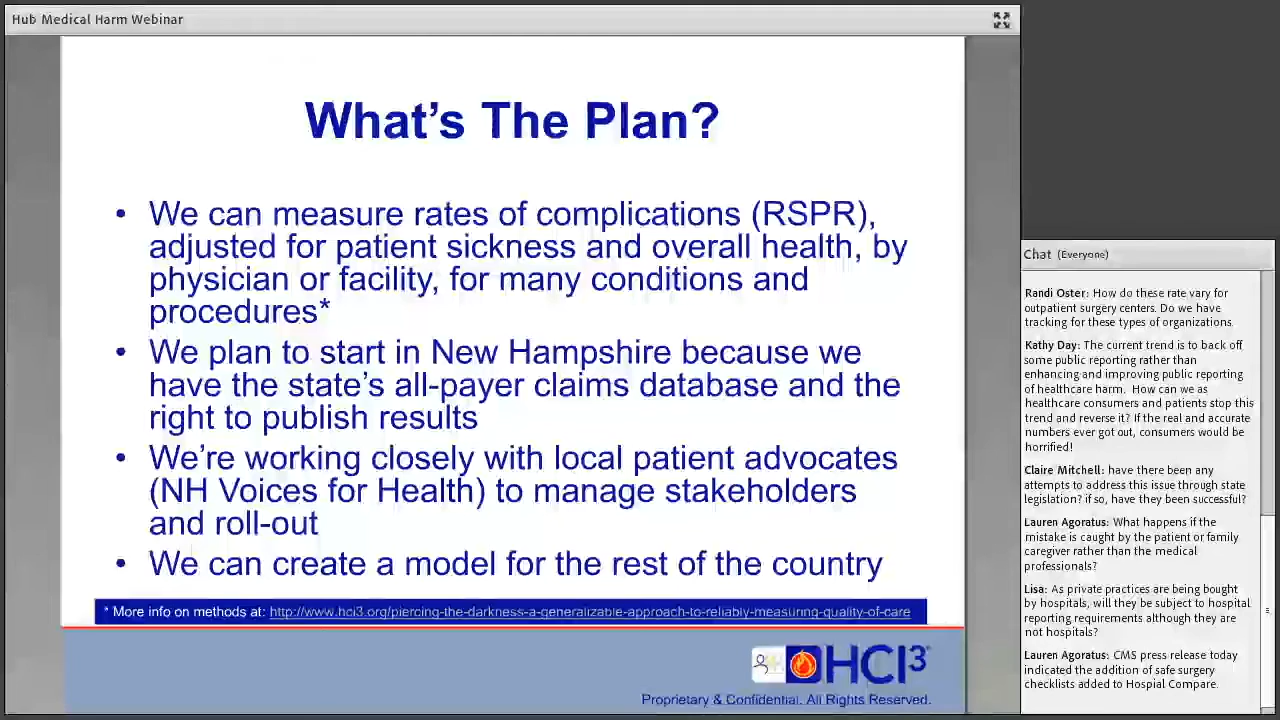 Hub Medical Harm Webinar
What's The Plan?
• We can measure rates of complications (RSPR),
adjusted for patient sickness and overall health, by
physician or facility, for many conditions and
procedures*
• We plan to start in New Hampshire because we
have the state's all-payer claims database and the
right to publish results
• We're working closely with local patient advocates
(NH Voices for Health) to manage stakeholders
and roll-out
• We can create a model for the rest of the country
* More info on methods at: http://www.hci3.org/piercing-the-darkness-a-generalizable-approach-to-reliably-measuring-quality-of-care
HCI3
Proprietary & Confidential. All Rights Reserved.
Chat (Everyone)
Randi Oster: How do these rate vary for
outpatient surgery centers. Do we have
tracking for these types of organizations.
Kathy Day: The current trend is to back off
some public reporting rather than
enhancing and improving public reporting
of healthcare harm. How can we as
healthcare consumers and patients stop this
trend and reverse it? If the real and accurate
numbers ever got out, consumers would be
horrified!
Claire Mitchell: have there been any
attempts to address this issue through state
legislation? if so, have they been successful?
Lauren Agoratus: What happens if the
mistake is caught by the patient or family
caregiver rather than the medical
professionals?
Lisa: As private practices are being bought
by hospitals, will they be subject to hospital
reporting requirements although they are
not hospitals?
Lauren Agoratus: CMS press release today
indicated the addition of safe surgery
checklists added to Hospial Compare.